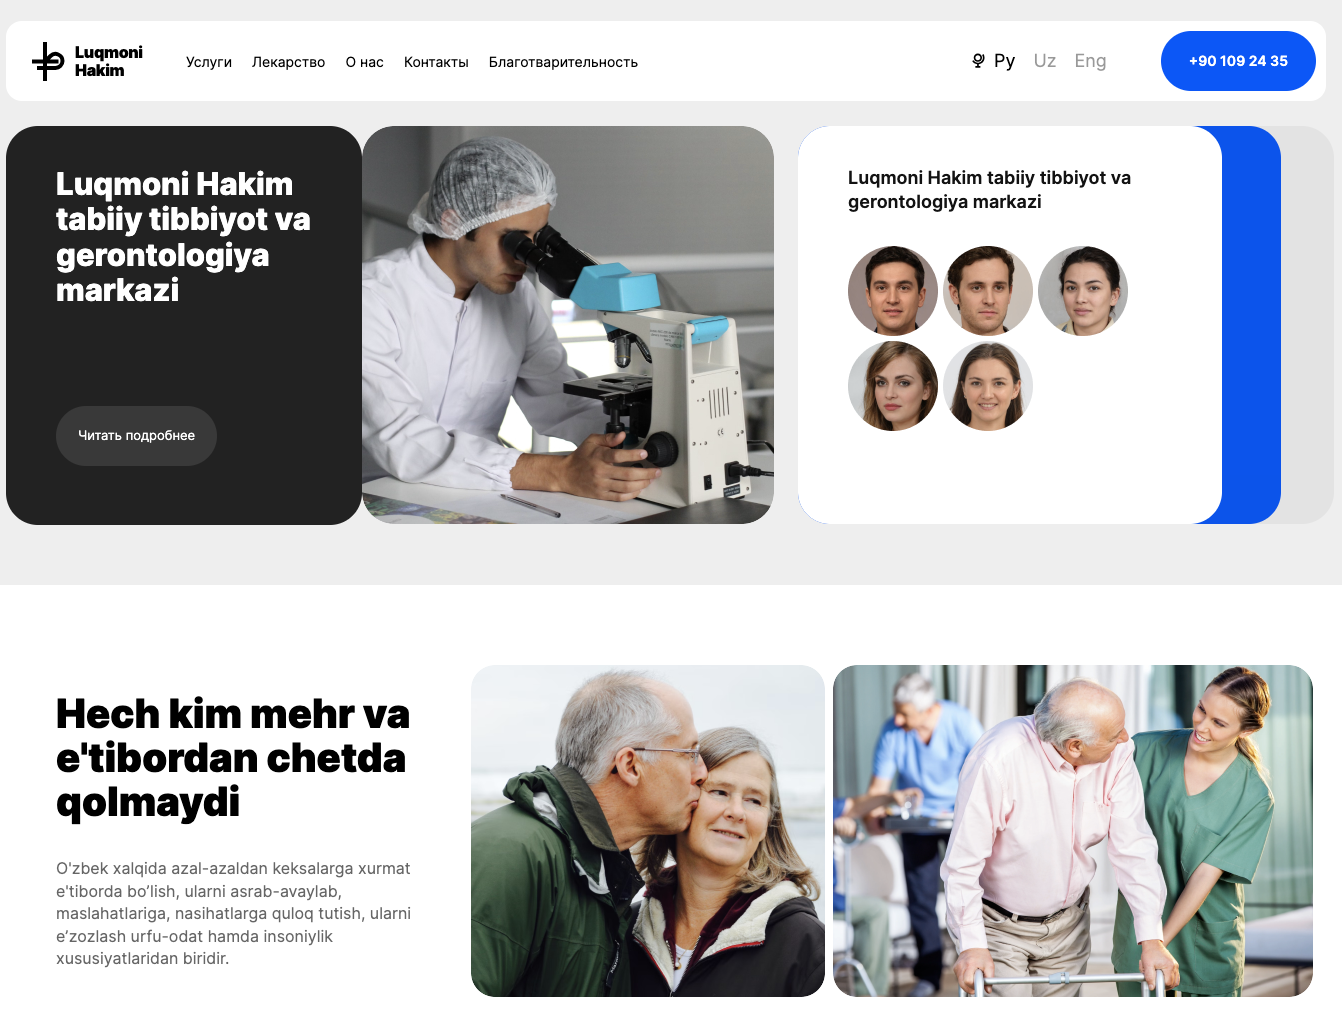 Luqmoni
Hakim
Услуги Лекарство О нас Контакты Благотварительность
Ру Uz Eng
+90 109 24 35
Luqmoni Hakim
tabiiy tibbiyot va
gerontologiya
markazi
Читать подробнее
Luqmoni Hakim tabiiy tibbiyot va
gerontologiya markazi
Hech kim mehr va
e'tibordan chetda
qolmaydi
O'zbek xalqida azal-azaldan keksalarga xurmat
e'tiborda bo’lish, ularni asrab-avaylab,
maslahatlariga, nasihatlarga quloq tutish, ularni
e’zozlash urfu-odat hamda insoniylik
xususiyatlaridan biridir.